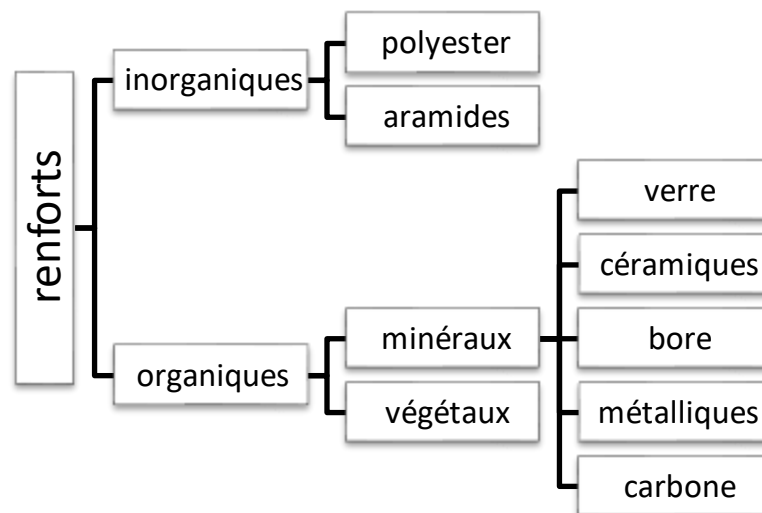 renforts
inorganiques
polyester
aramides
organiques
minéraux
verre
céramiques
bore
métalliques
carbone
végétaux